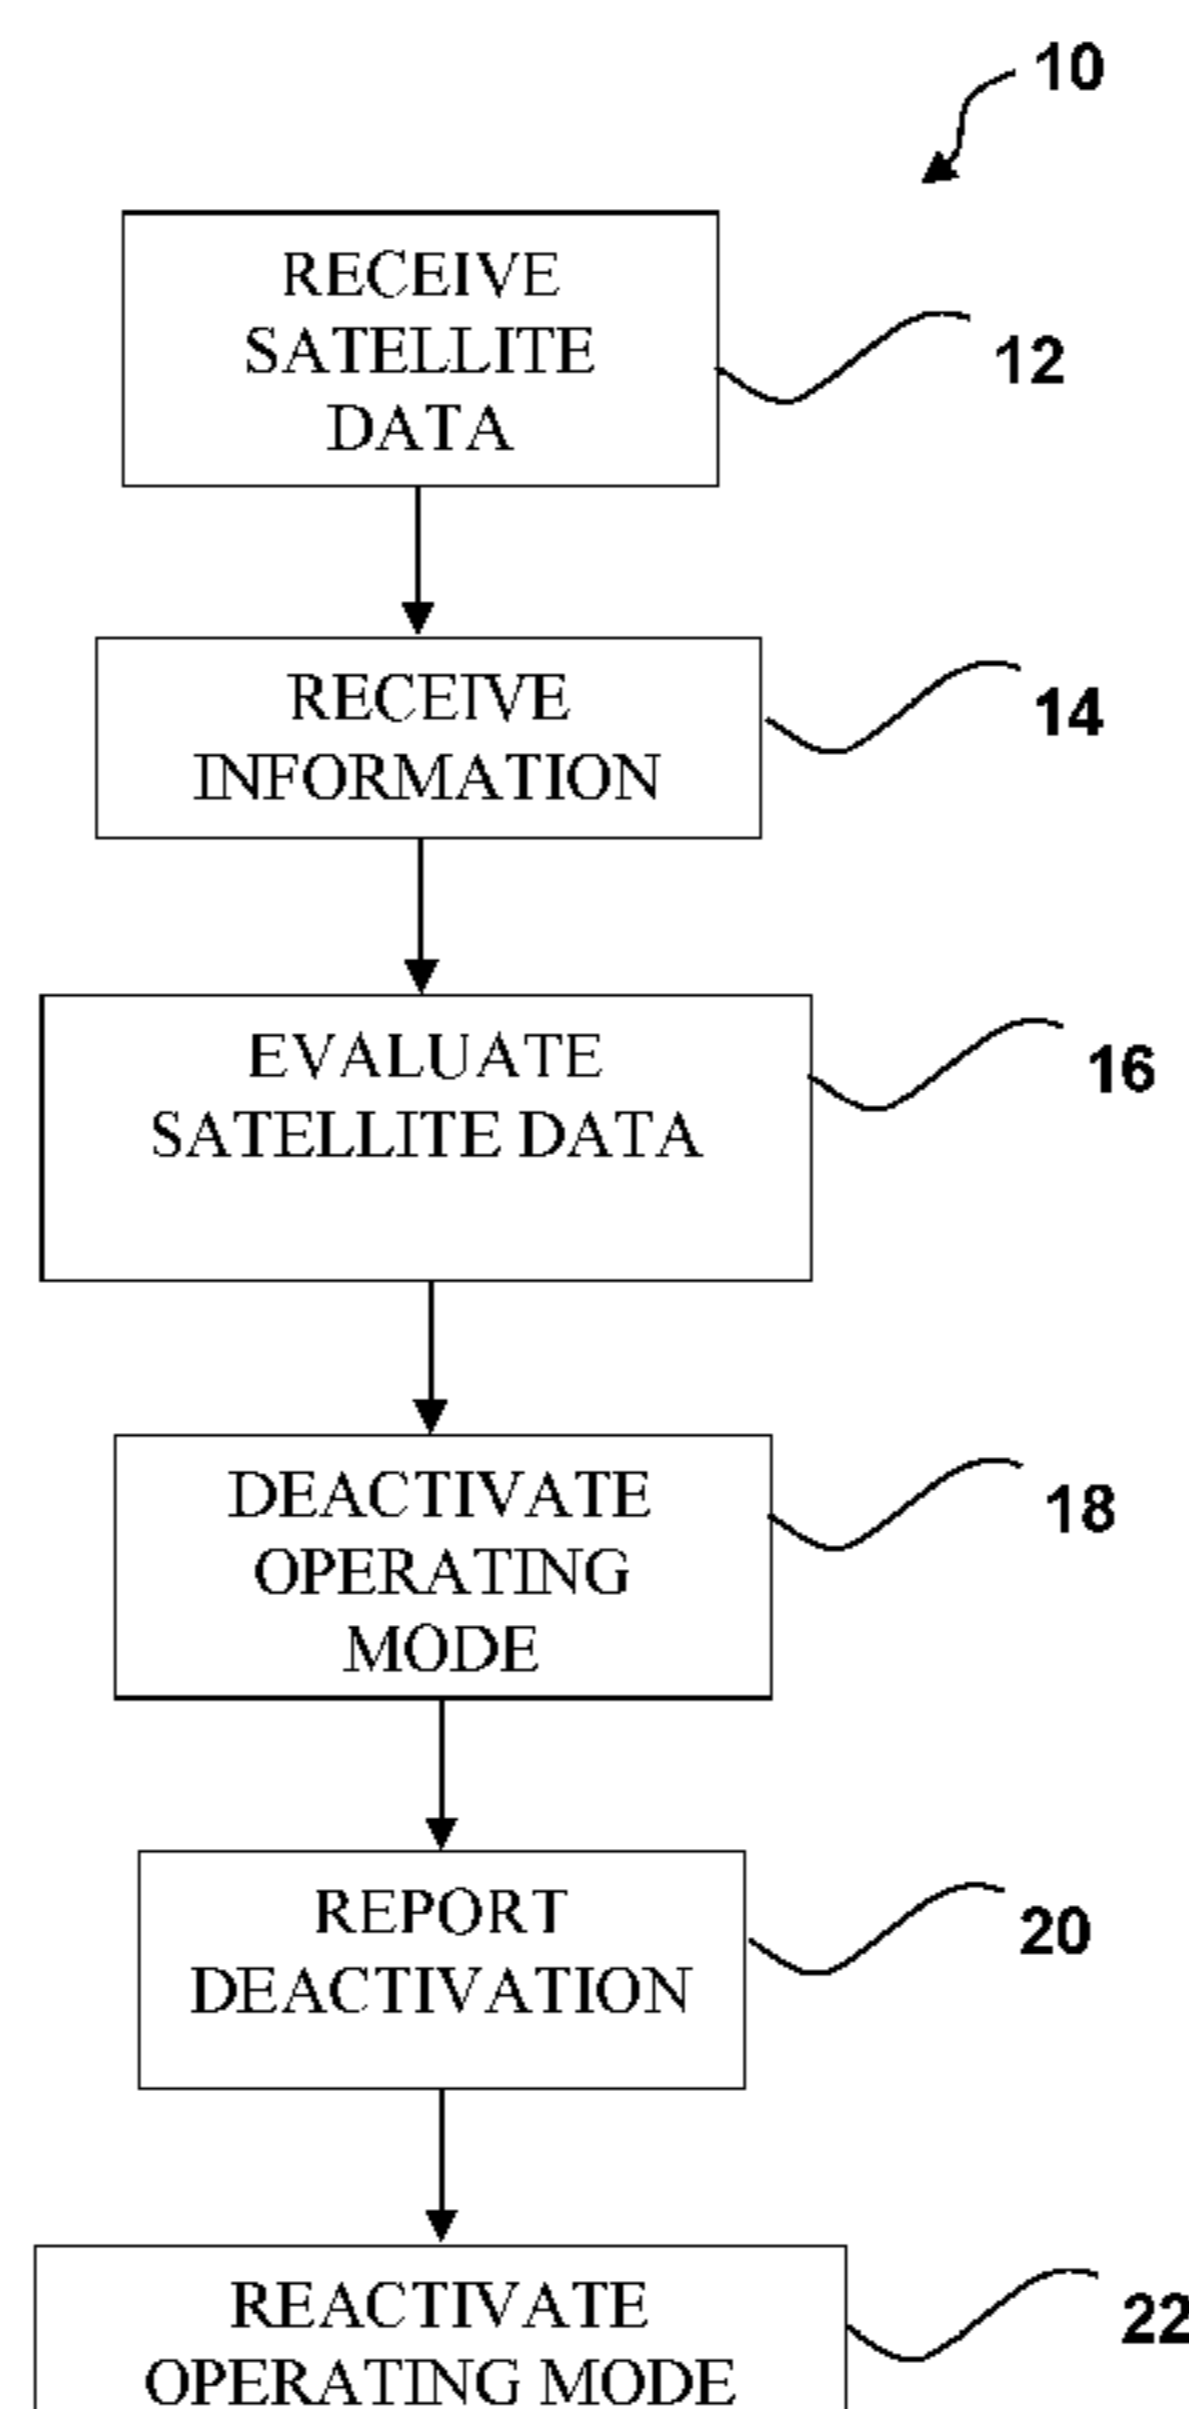 10
RECEIVE
SATELLITE
DATA
12
RECEIVE
INFORMATION
14
EVALUATE
SATELLITE DATA
16
DEACTIVATE
OPERATING
MODE
18
REPORT
DEACTIVATION
20
REACTIVATE
OPERATING MODE
22